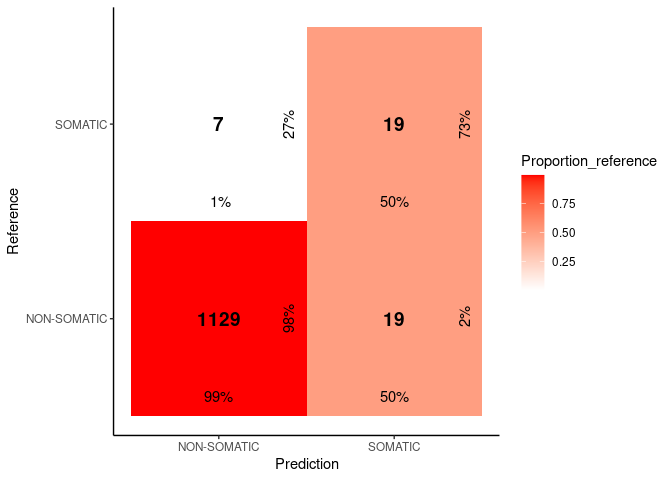 Reference
SOMATIC
NON-SOMATIC
7
27%
1%
19
73%
50%
1129
98%
99%
19
2%
50%
NON-SOMATIC
SOMATIC
Prediction
Proportion_reference
0.75
0.50
0.25